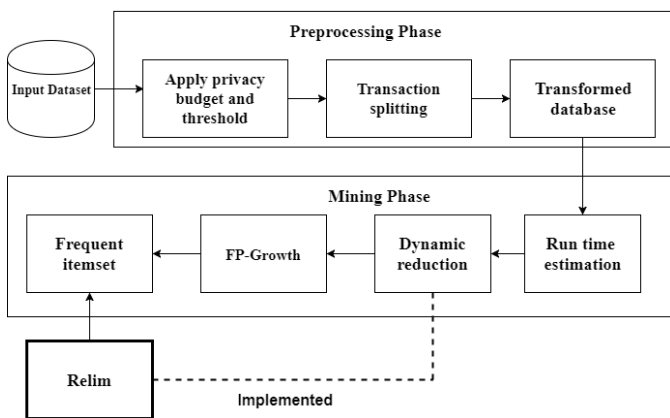 Preprocessing Phase
Input Dataset
Apply privacy
budget and
threshold
Transaction
splitting
Transformed
database
Mining Phase
Frequent
itemset
FP-Growth
Dynamic
reduction
Run time
estimation
Relim
Implemented